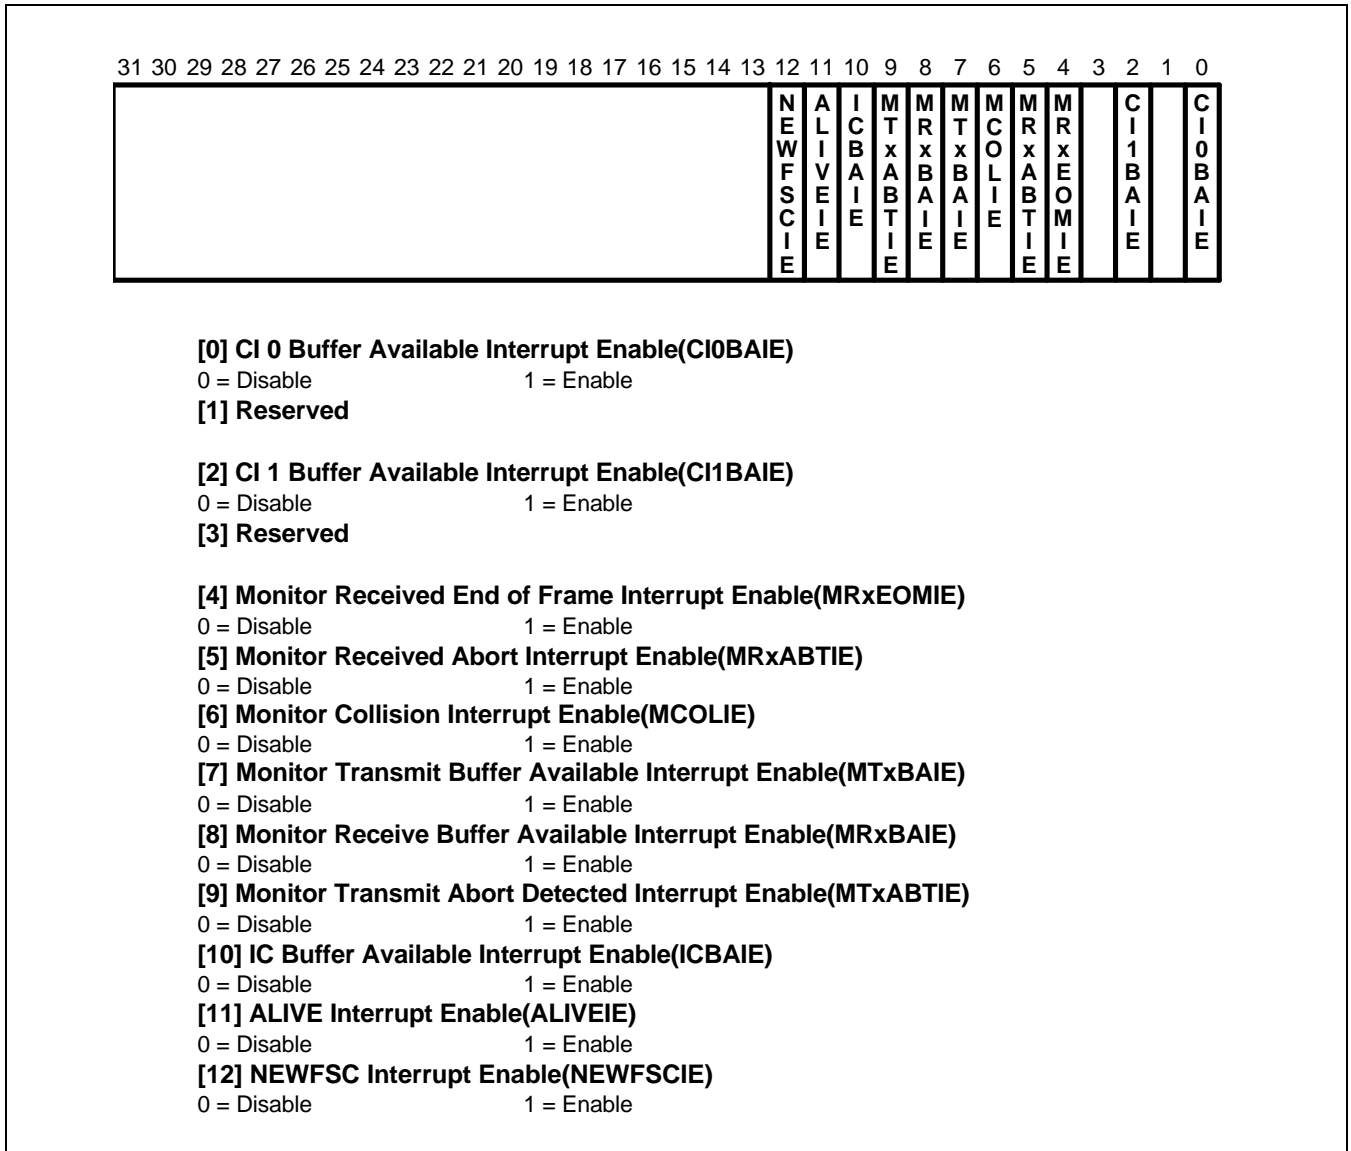 31 30 29 28 27 26 25 24 23 22 21 20 19 18 17 16 15 14 13 12 11 10 9 8 7 6 5 4 3 2 1 0
NEWFSCIE
ALIVEIE
ICBAIE
MTxABTIE
MRxBAIE
MTxBAIE
MCOLIE
MRxABTIE
MRxEOMIE
CI1BAIE
CI0BAIE
[0] CI 0 Buffer Available Interrupt Enable(CI0BAIE)
0 = Disable 1 = Enable
[1] Reserved
[2] CI 1 Buffer Available Interrupt Enable(CI1BAIE)
0 = Disable 1 = Enable
[3] Reserved
[4] Monitor Received End of Frame Interrupt Enable(MRxEOMIE)
0 = Disable 1 = Enable
[5] Monitor Received Abort Interrupt Enable(MRxABTIE)
0 = Disable 1 = Enable
[6] Monitor Collision Interrupt Enable(MCOLIE)
0 = Disable 1 = Enable
[7] Monitor Transmit Buffer Available Interrupt Enable(MTxBAIE)
0 = Disable 1 = Enable
[8] Monitor Receive Buffer Available Interrupt Enable(MRxBAIE)
0 = Disable 1 = Enable
[9] Monitor Transmit Abort Detected Interrupt Enable(MTxABTIE)
0 = Disable 1 = Enable
[10] IC Buffer Available Interrupt Enable(ICBAIE)
0 = Disable 1 = Enable
[11] ALIVE Interrupt Enable(ALIVEIE)
0 = Disable 1 = Enable
[12] NEWFSC Interrupt Enable(NEWFSCIE)
0 = Disable 1 = Enable